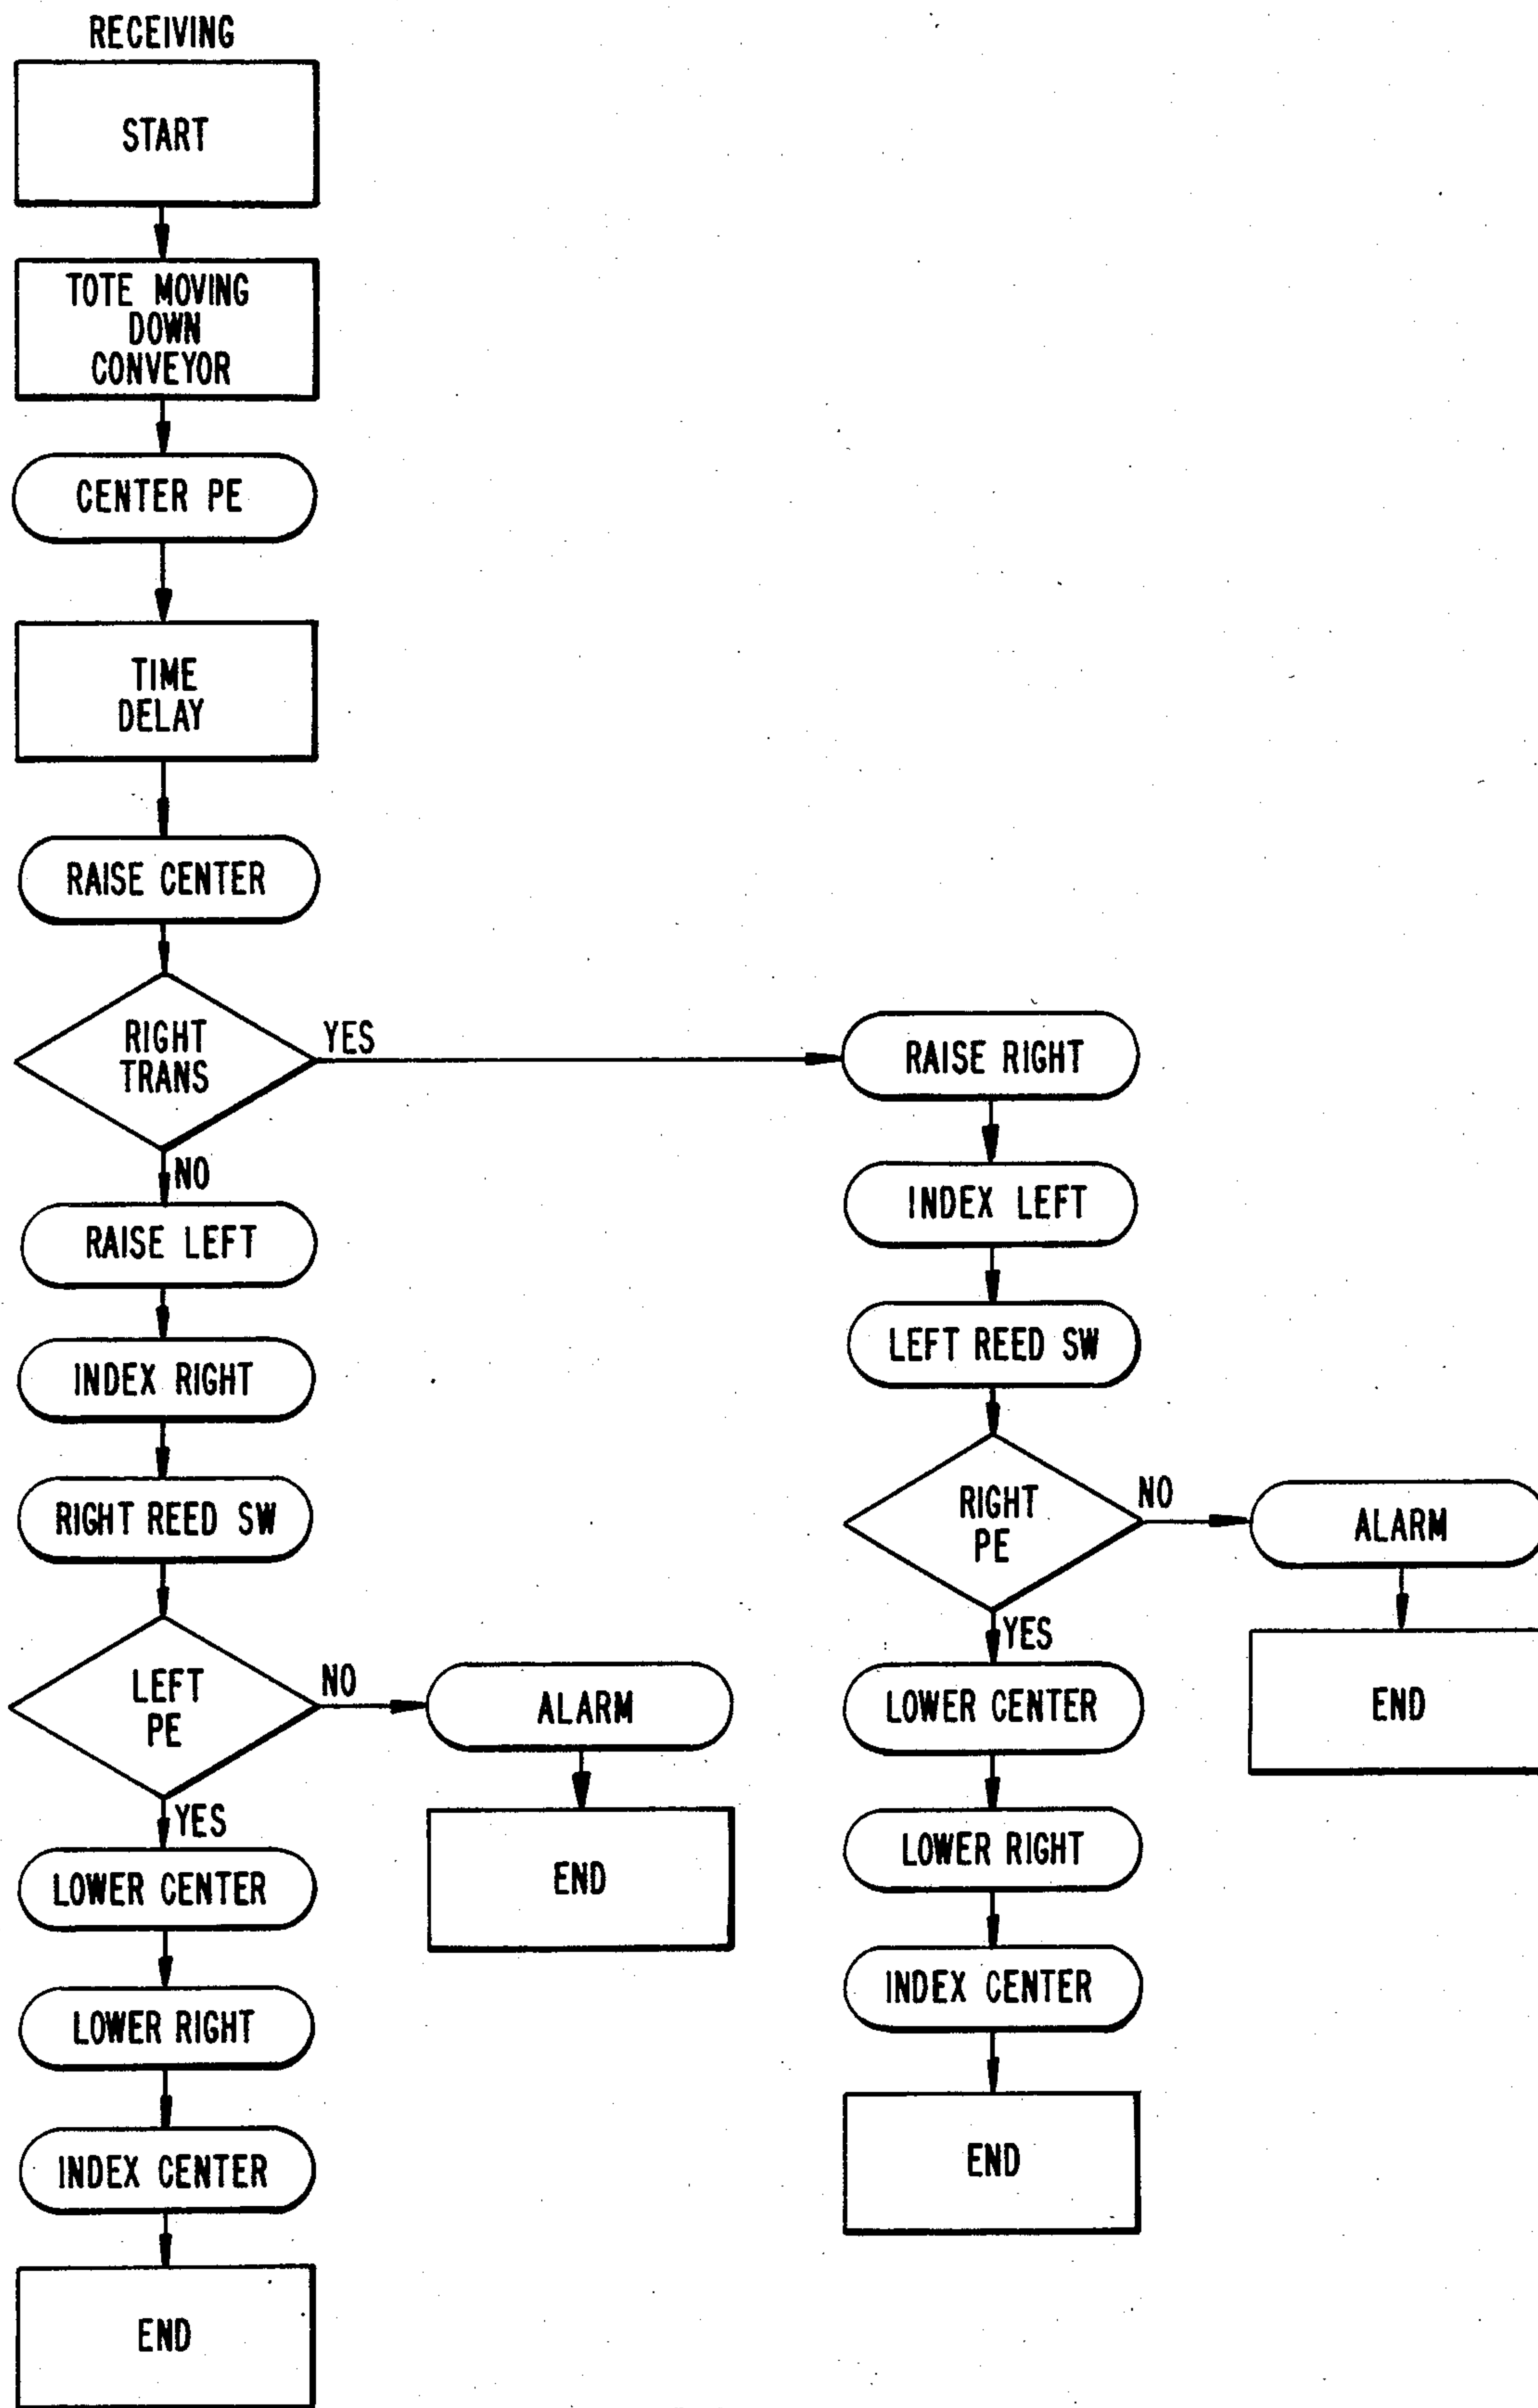 RECEIVING
START
TOTE MOVING
DOWN
CONVEYOR
CENTER PE
TIME
DELAY
RAISE CENTER
RIGHT
TRANS
YES
NO
RAISE LEFT
INDEX RIGHT
RIGHT REED SW
LEFT
PE
NO
ALARM
END
YES
LOWER CENTER
LOWER RIGHT
INDEX CENTER
END
RAISE RIGHT
INDEX LEFT
LEFT REED SW
RIGHT
PE
NO
ALARM
END
YES
LOWER CENTER
LOWER RIGHT
INDEX CENTER
END